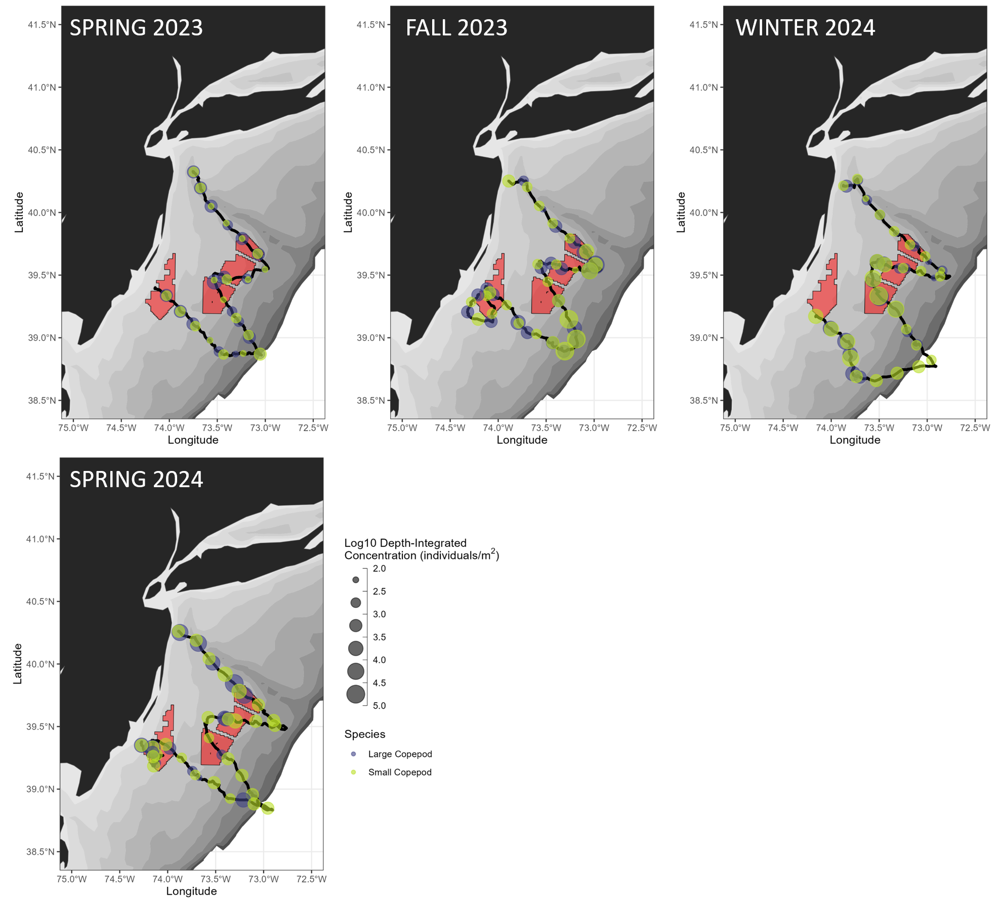 SPRING 2023
41.5°N
41.0°N
40.5°N
40.0°N
39.5°N
39.0°N
38.5°N
Latitude
75.0°W 74.5°W 74.0°W 73.5°W 73.0°W 72.5°W
Longitude
FALL 2023
41.5°N
41.0°N
40.5°N
40.0°N
39.5°N
39.0°N
38.5°N
Latitude
75.0°W 74.5°W 74.0°W 73.5°W 73.0°W 72.5°W
Longitude
WINTER 2024
41.5°N
41.0°N
40.5°N
40.0°N
39.5°N
39.0°N
38.5°N
Latitude
75.0°W 74.5°W 74.0°W 73.5°W 73.0°W 72.5°W
Longitude
SPRING 2024
41.5°N
41.0°N
40.5°N
40.0°N
39.5°N
39.0°N
38.5°N
Latitude
75.0°W 74.5°W 74.0°W 73.5°W 73.0°W 72.5°W
Longitude
Log10 Depth-Integrated
Concentration (individuals/m²)
2.0
2.5
3.0
3.5
4.0
4.5
5.0
Species
Large Copepod
Small Copepod